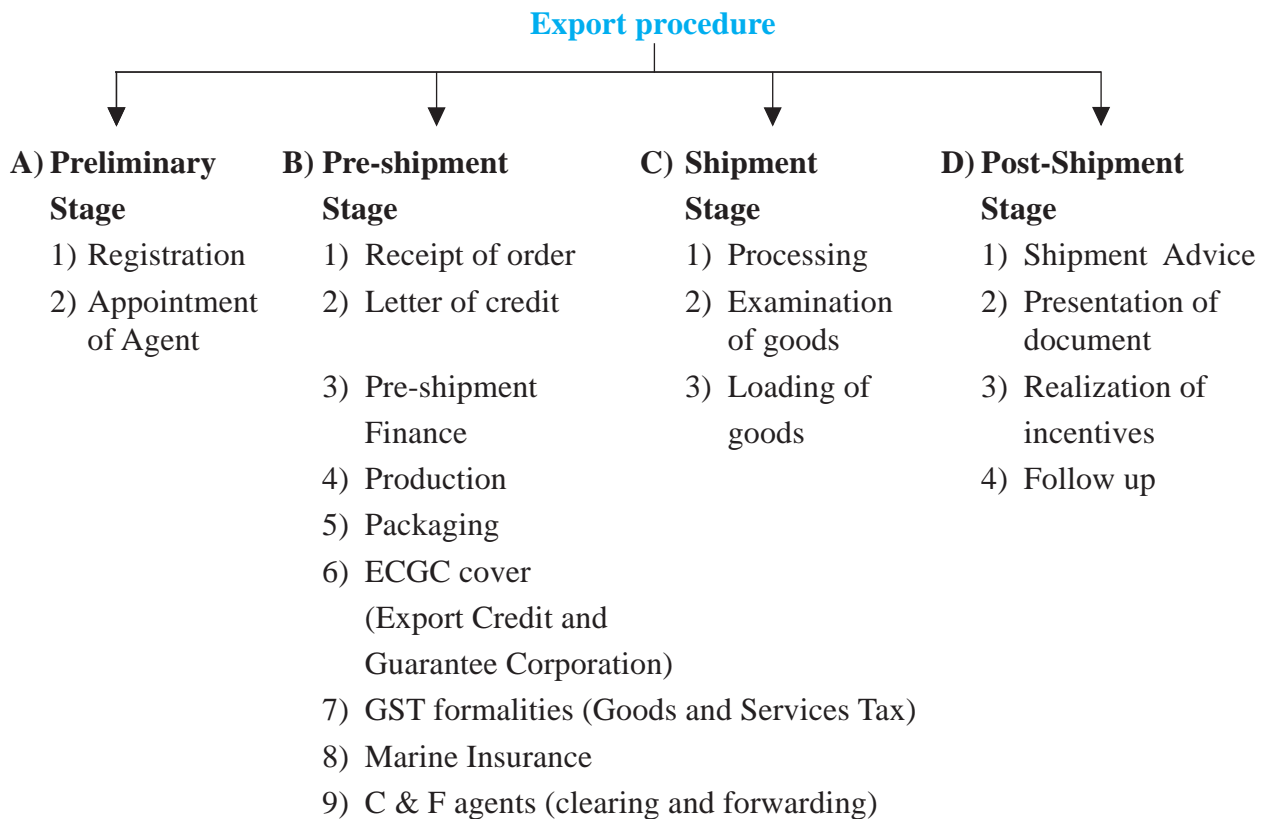 Export procedure
A) Preliminary
Stage
1) Registration
2) Appointment
of Agent
B) Pre-shipment
Stage
1) Receipt of order
2) Letter of credit
3) Pre-shipment
Finance
4) Production
5) Packaging
6) ECGC cover
(Export Credit and
Guarantee Corporation)
7) GST formalities (Goods and Services Tax)
8) Marine Insurance
9) C & F agents (clearing and forwarding)
C) Shipment
Stage
1) Processing
2) Examination
of goods
3) Loading of
goods
D) Post-Shipment
Stage
1) Shipment Advice
2) Presentation of
document
3) Realization of
incentives
4) Follow up